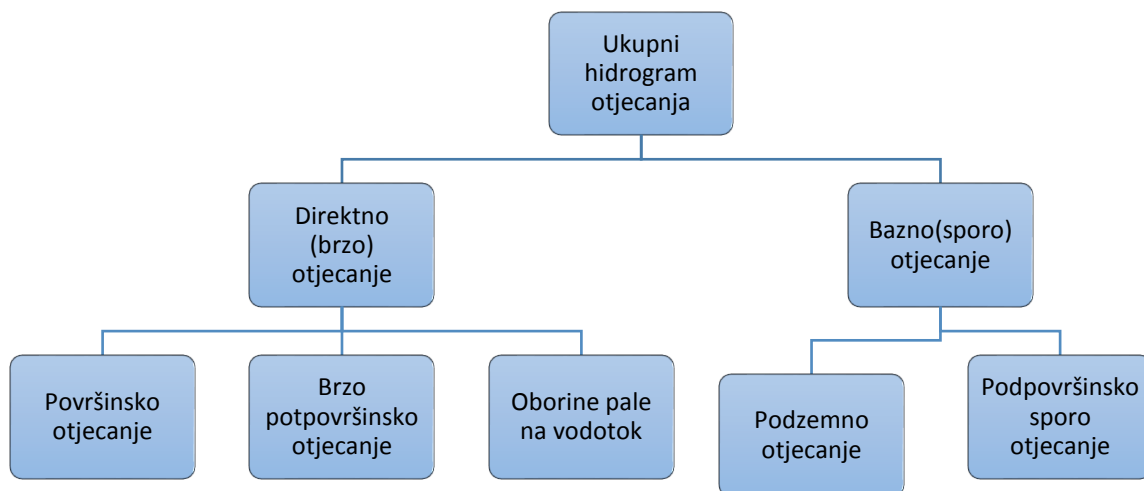 Ukupni
hidrogram
otjecanja
Direktno
(brzo)
otjecanje
Bazno(sporo)
otjecanje
Površinsko
otjecanje
Brzo
potpovršinsko
otjecanje
Oborine pale
na vodotok
Podzemno
otjecanje
Podpovršinsko
sporo
otjecanje